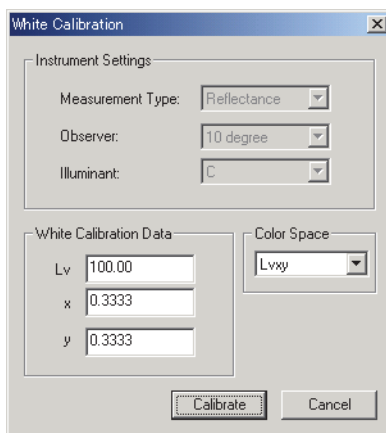 White Calibration
Instrument Settings
Measurement Type: Reflectance
Observer: 10 degree
Illuminant: C
White Calibration Data
Lv 100.00
x 0.3333
y 0.3333
Color Space
Lvxy
Calibrate Cancel